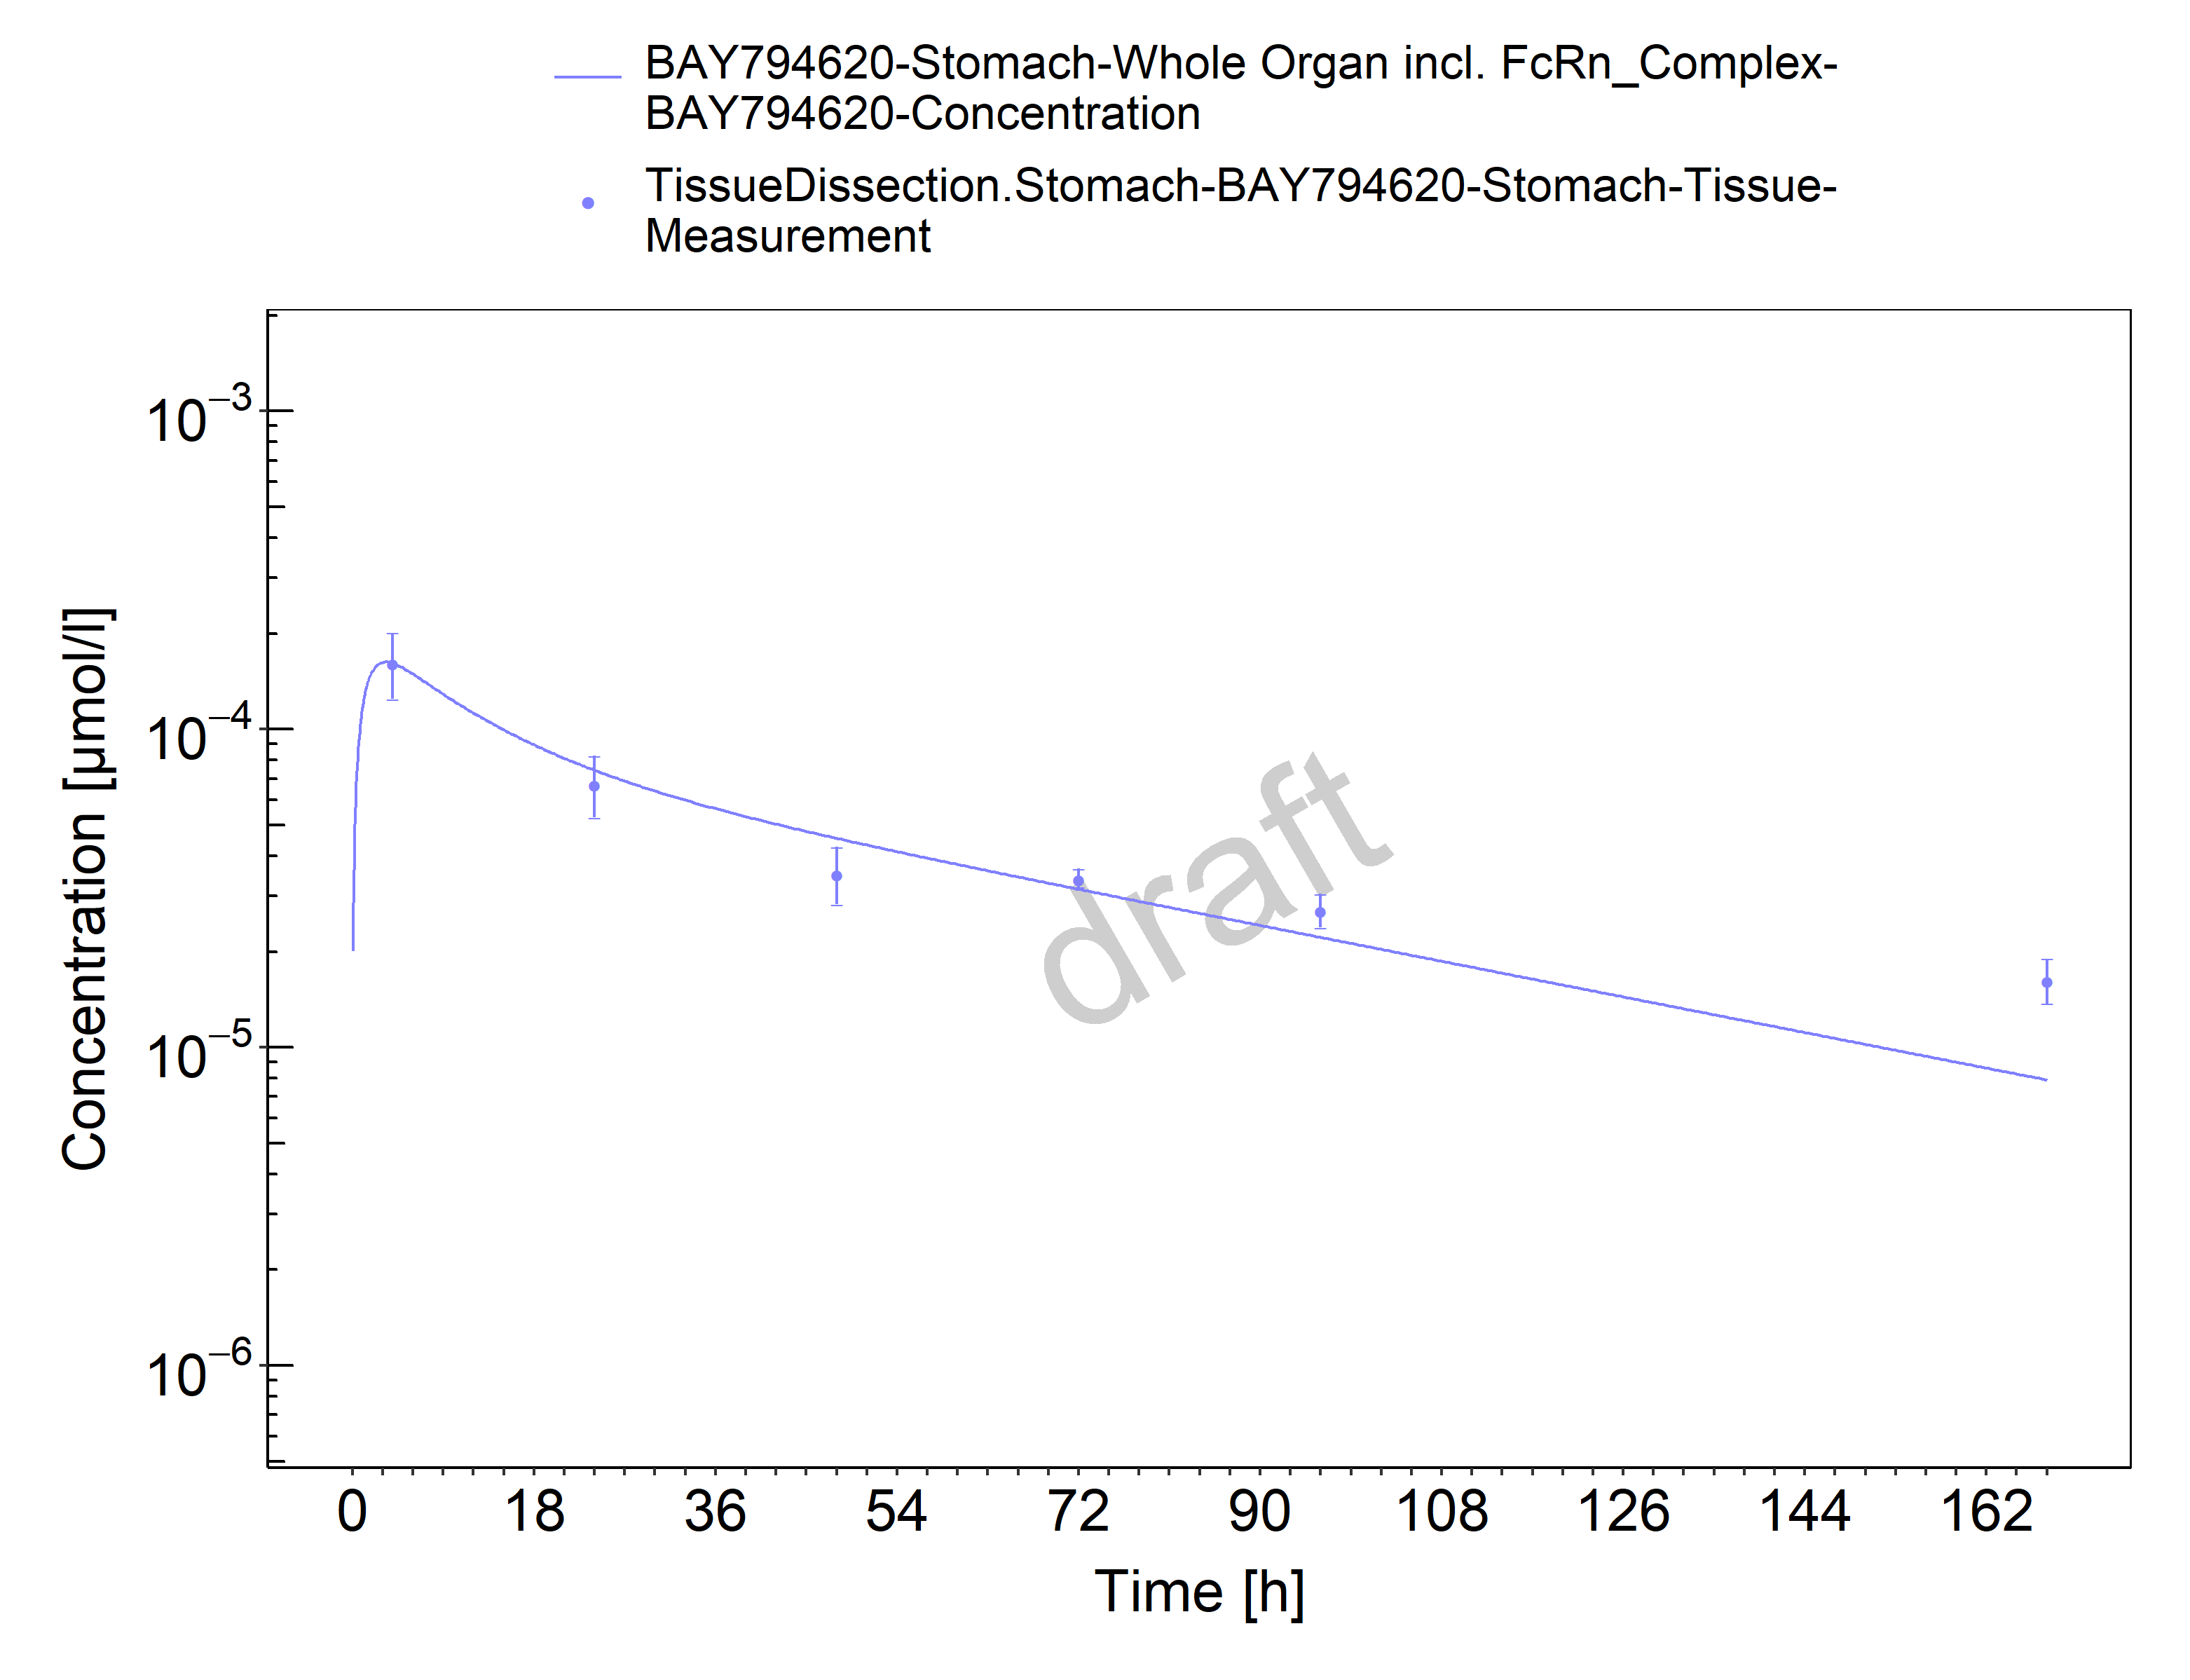 BAY794620-Stomach-Whole Organ incl. FcRn_Complex-
BAY794620-Concentration
TissueDissection.Stomach-BAY794620-Stomach-Tissue-
Measurement
Concentration [µmol/l]
10⁻³
10⁻⁴
10⁻⁵
10⁻⁶
draft
0 18 36 54 72 90 108 126 144 162
Time [h]